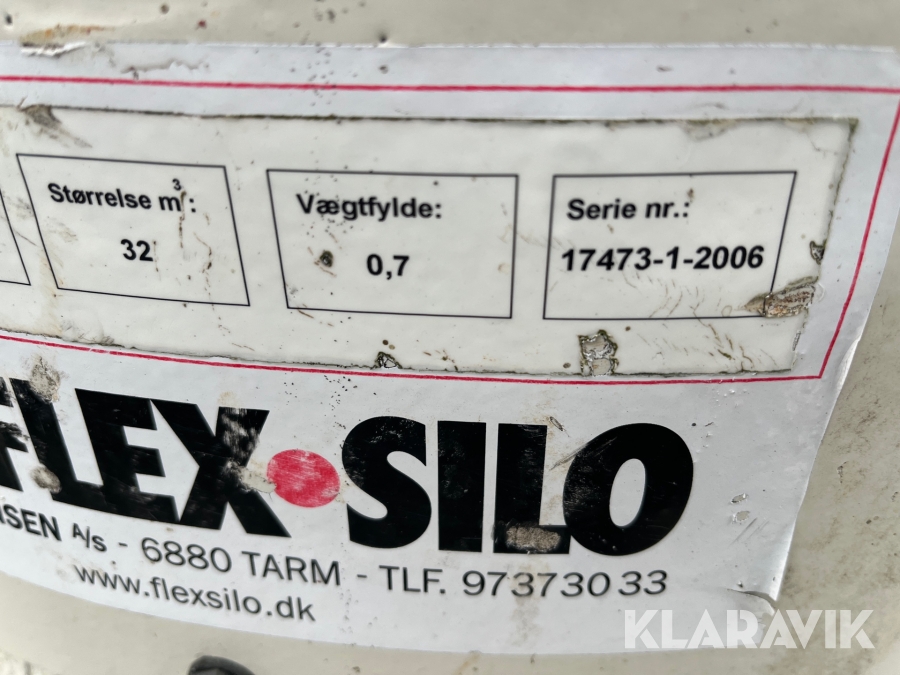 Størrelse m³:
32
Vægtfylde:
0,7
Serie nr.:
17473-1-2006
FLEX•SILO
A/S - 6880 TARM - TLF. 97373033
www.flexsilo.dk
KLARAVIK